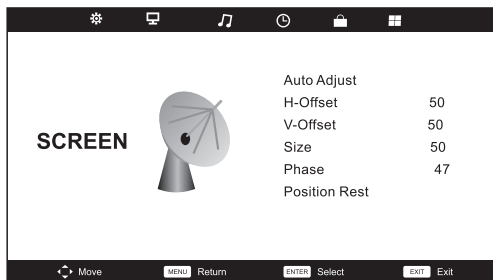 SCREEN
Auto Adjust
H-Offset 50
V-Offset 50
Size 50
Phase 47
Position Rest
Move MENU Return ENTER Select EXIT Exit